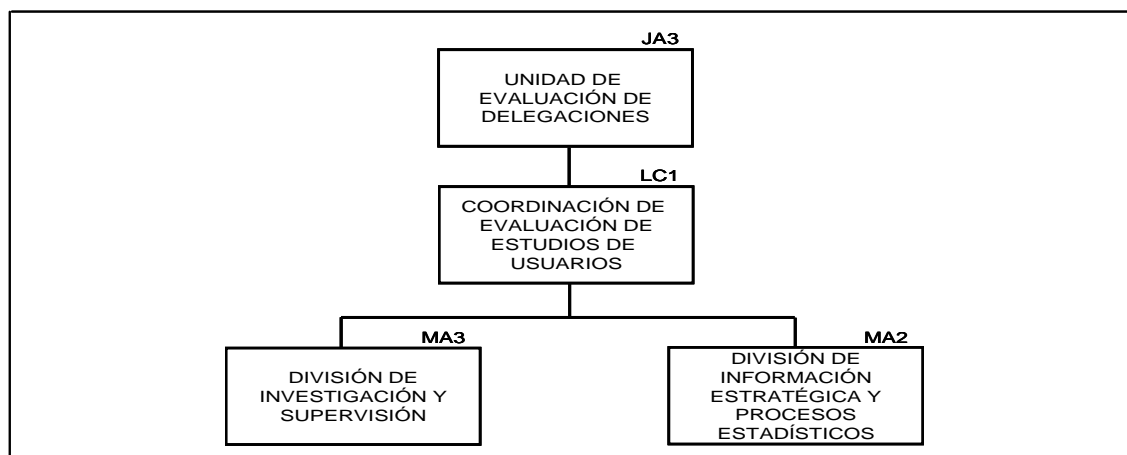 JA3
UNIDAD DE
EVALUACIÓN DE
DELEGACIONES
LC1
COORDINACIÓN DE
EVALUACIÓN DE
ESTUDIOS DE
USUARIOS
MA3
DIVISIÓN DE
INVESTIGACIÓN Y
SUPERVISIÓN
MA2
DIVISIÓN DE
INFORMACIÓN
ESTRATÉGICA Y
PROCESOS
ESTADÍSTICOS